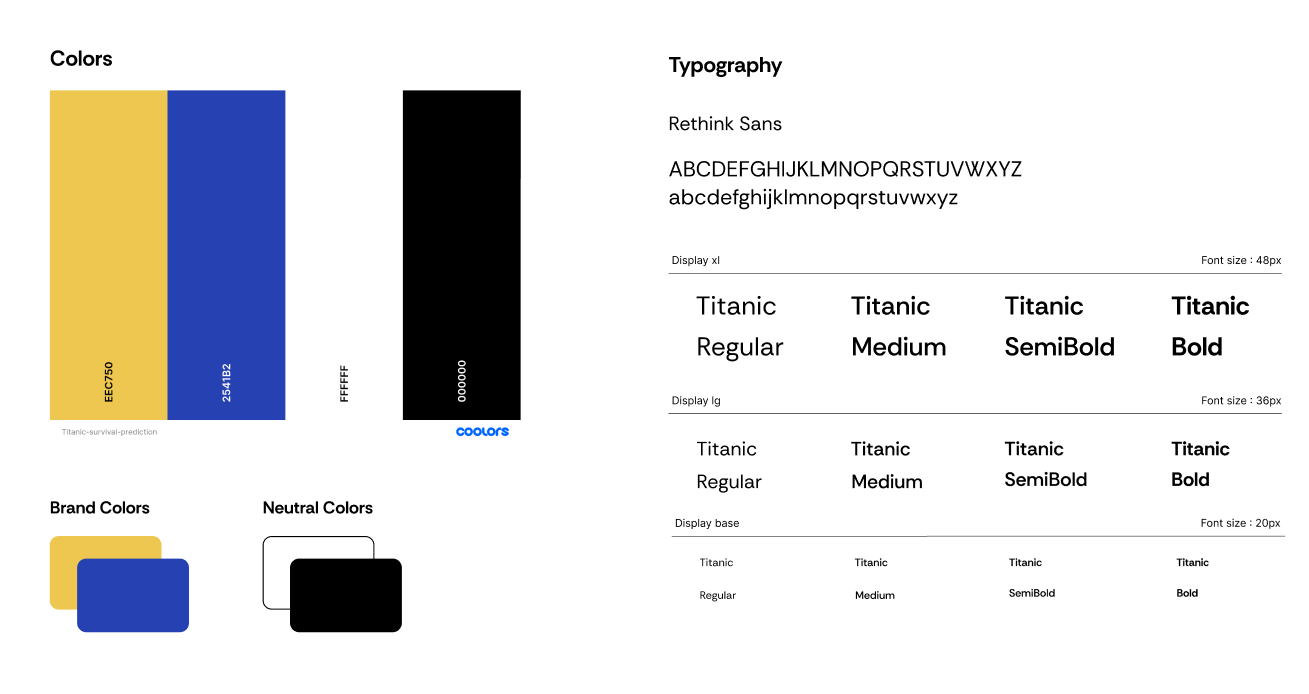 Colors
EEC750
2541B2
FFFFFF
000000
Titanic-survival-prediction
coolors
Brand Colors
Neutral Colors
Typography
Rethink Sans
ABCDEFGHIJKLMNOPQRSTUVWXYZ
abcdefghijklmnopqrstuvwxyz
Display xl Font size : 48px
Titanic Titanic Titanic Titanic
Regular Medium SemiBold Bold
Display lg Font size : 36px
Titanic Titanic Titanic Titanic
Regular Medium SemiBold Bold
Display base Font size : 20px
Titanic Titanic Titanic Titanic
Regular Medium SemiBold Bold